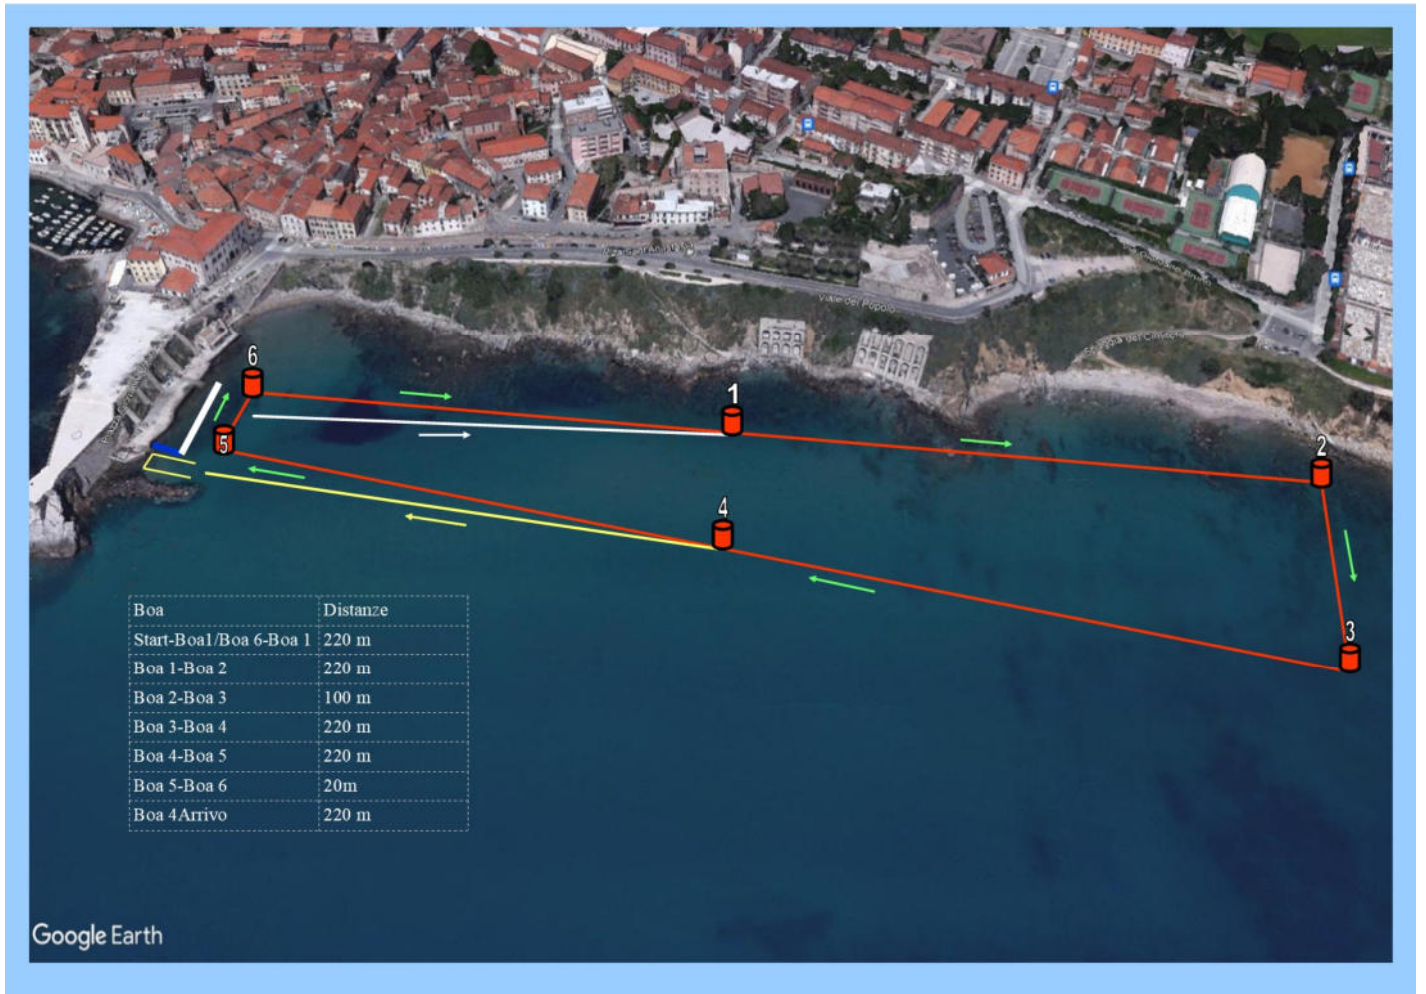 Viale del Popolo
6
1
5
2
4
3
Boa Distanze
Start-Boa1/Boa 6-Boa 1 220 m
Boa 1-Boa 2 220 m
Boa 2-Boa 3 100 m
Boa 3-Boa 4 220 m
Boa 4-Boa 5 220 m
Boa 5-Boa 6 20m
Boa 4Arrivo 220 m
Google Earth